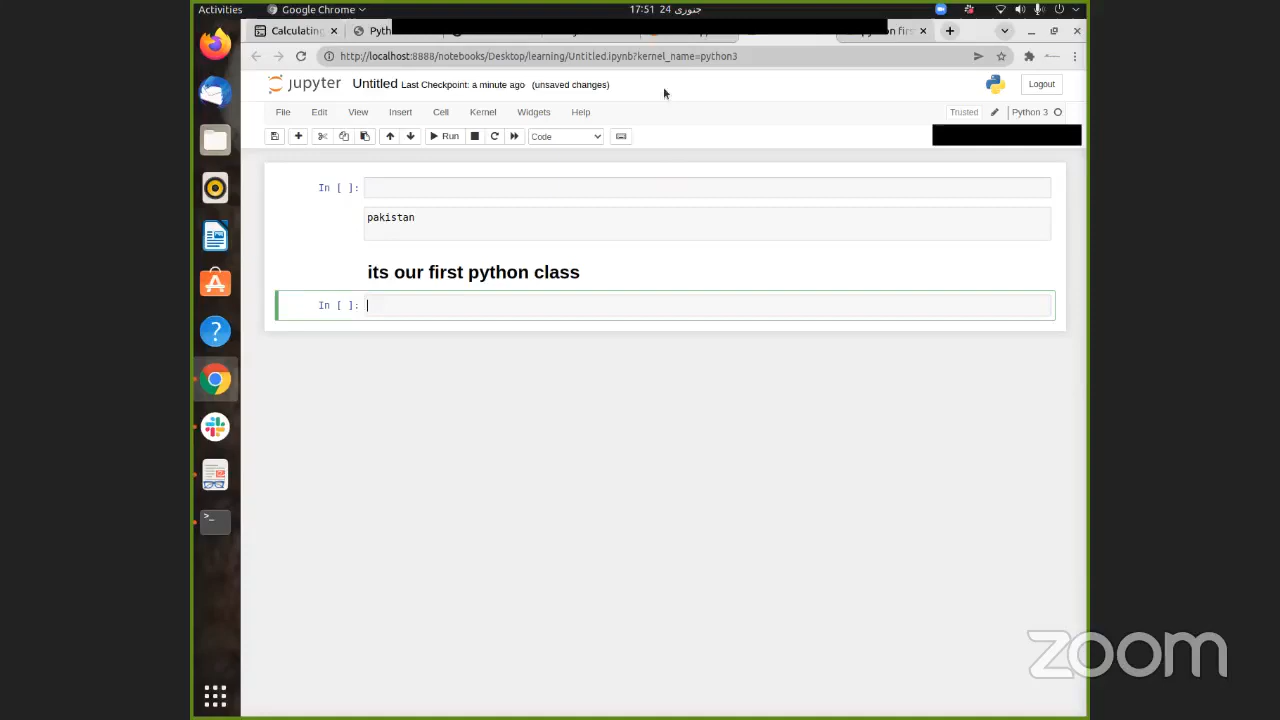 Activities
Google Chrome
17:51 24 جنوری
Calculating
Pyth
http://localhost:8888/notebooks/Desktop/learning/Untitled.ipynb?kernel_name=python3
jupyter Untitled Last Checkpoint: a minute ago (unsaved changes)
Logout
File Edit View Insert Cell Kernel Widgets Help
Trusted Python 3
Run Code
In [ ]:
pakistan
its our first python class
In [ ]:
zoom